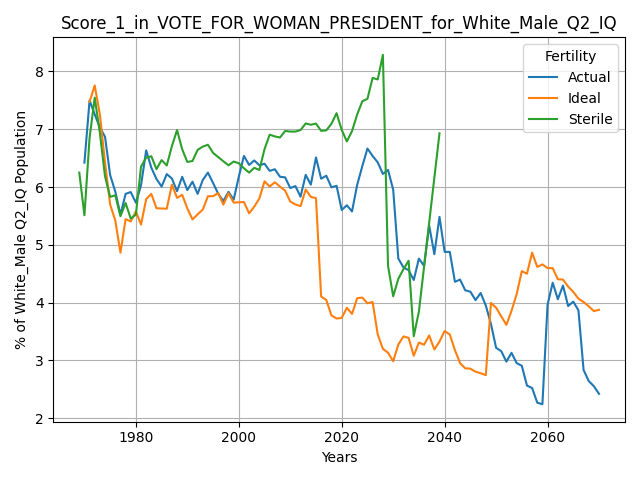 Score_1_in_VOTE_FOR_WOMAN_PRESIDENT_for_White_Male_Q2_IQ
Fertility
Actual
Ideal
Sterile
% of White_Male Q2_IQ Population
8
7
6
5
4
3
2
1980
2000
2020
2040
2060
Years